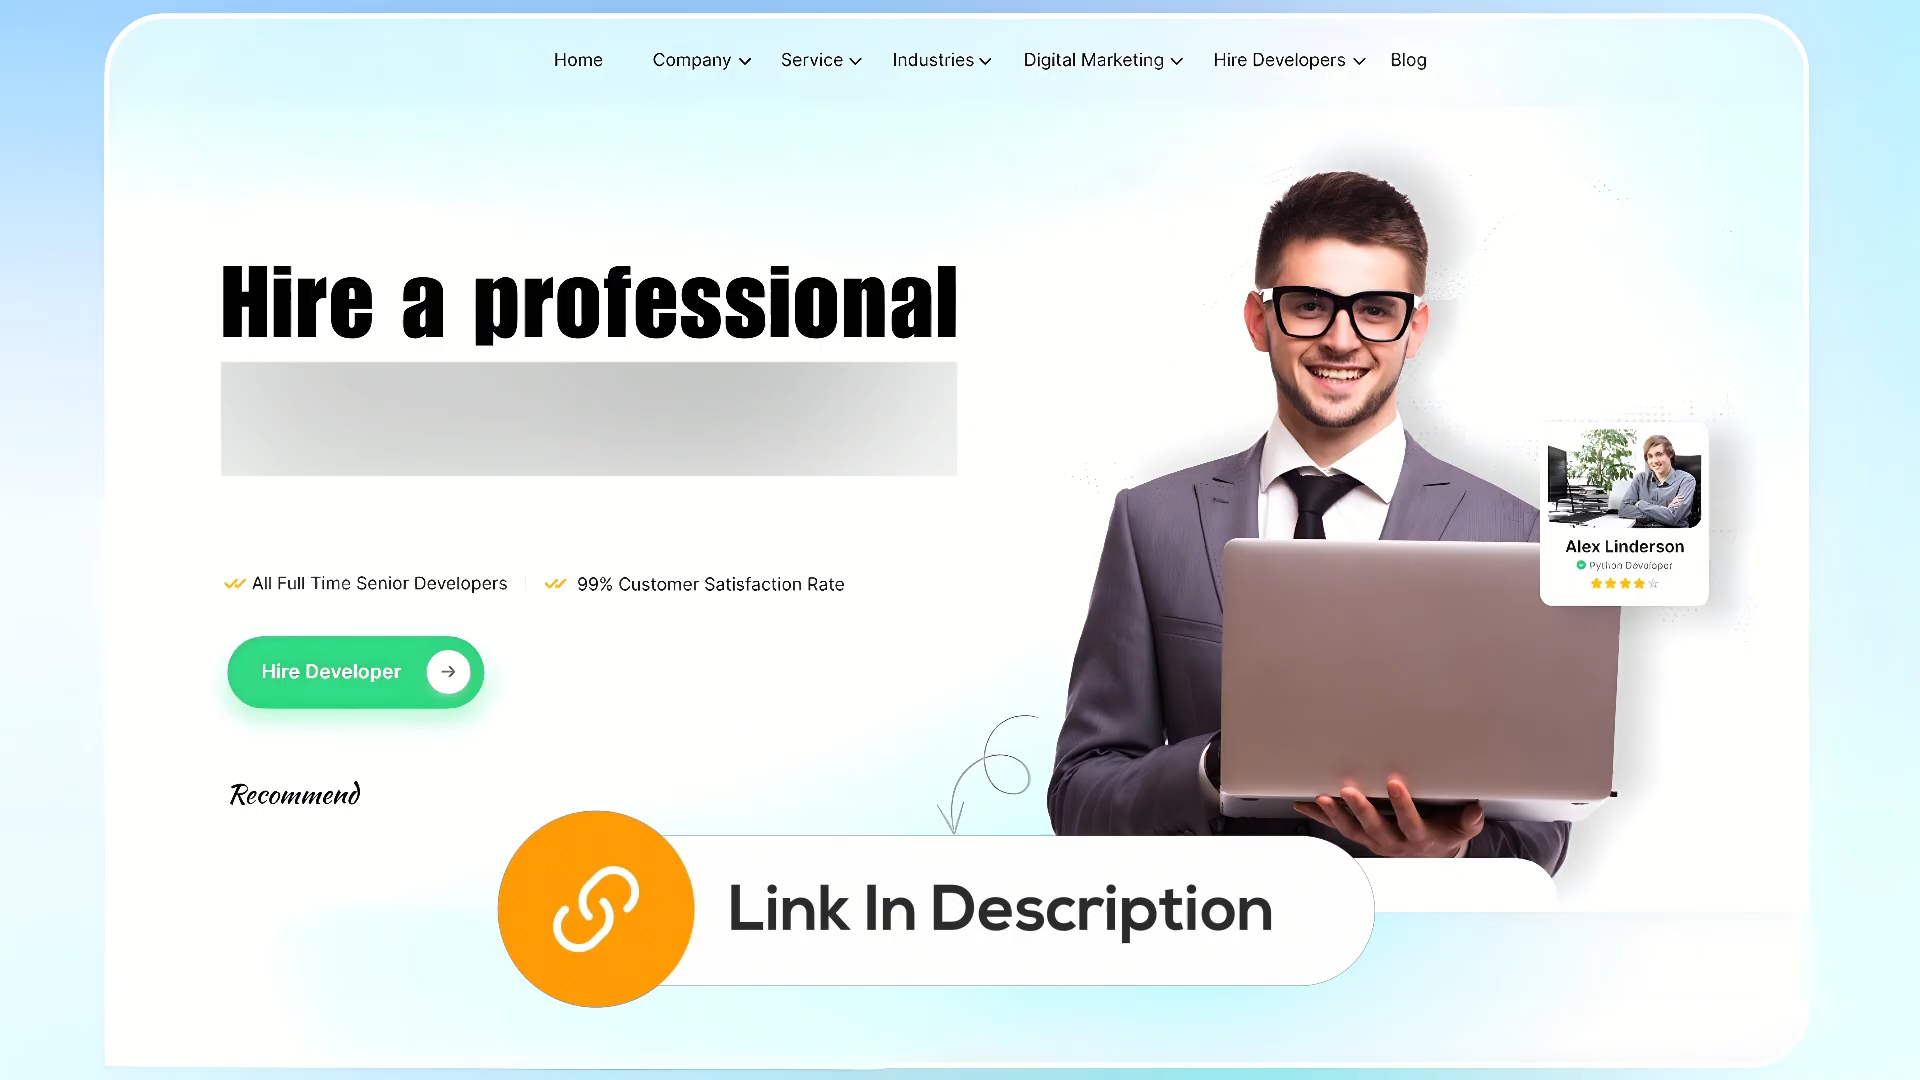 Home Company Service Industries Digital Marketing Hire Developers Blog
Hire a professional
Alex Linderson
Python Developer
All Full Time Senior Developers 99% Customer Satisfaction Rate
Hire Developer
Recommend
Link In Description